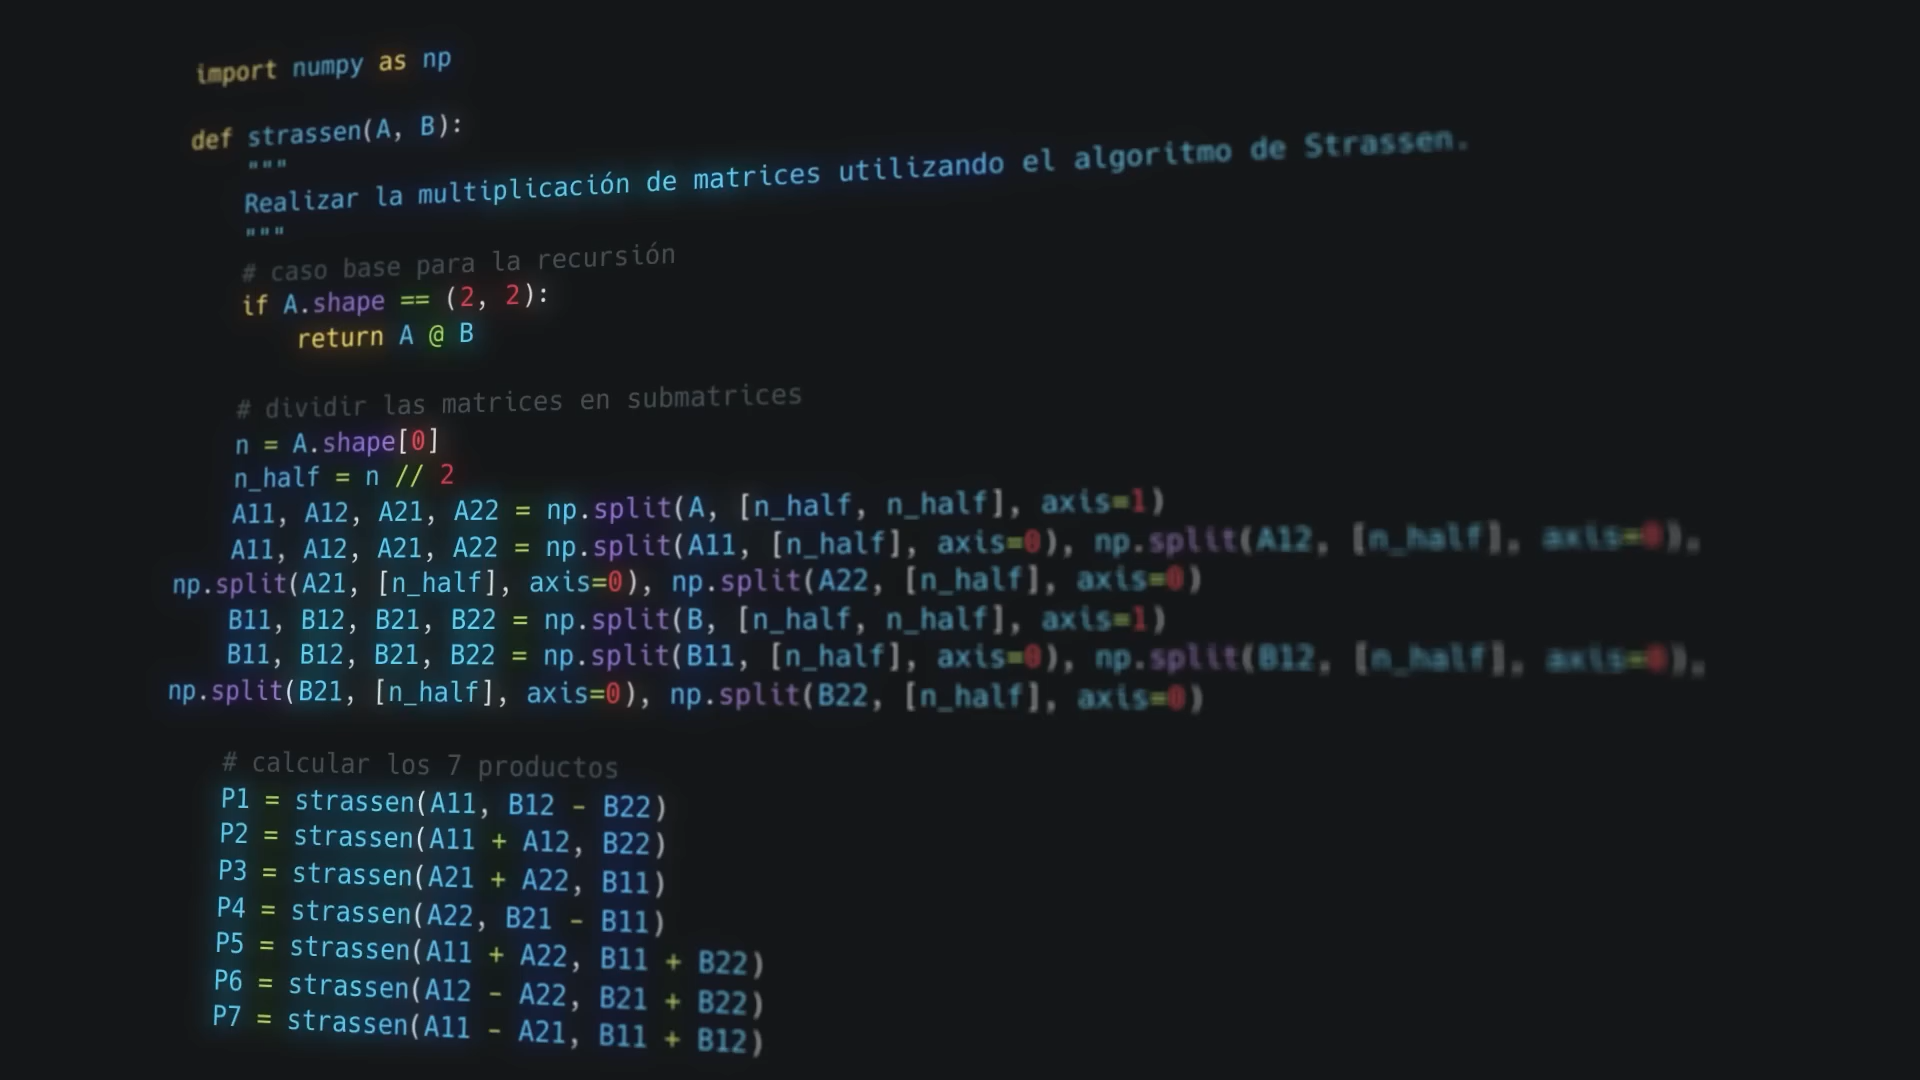 import numpy as np
def strassen(A, B):
"""
Realizar la multiplicación de matrices utilizando el algoritmo de Strassen.
"""
# caso base para la recursión
if A.shape == (2, 2):
return A @ B
# dividir las matrices en submatrices
n = A.shape[0]
n_half = n // 2
A11, A12, A21, A22 = np.split(A, [n_half, n_half], axis=1)
A11, A12, A21, A22 = np.split(A11, [n_half], axis=0), np.split(A12, [n_half], axis=0),
np.split(A21, [n_half], axis=0), np.split(A22, [n_half], axis=0)
B11, B12, B21, B22 = np.split(B, [n_half, n_half], axis=1)
B11, B12, B21, B22 = np.split(B11, [n_half], axis=0), np.split(B12, [n_half], axis=0),
np.split(B21, [n_half], axis=0), np.split(B22, [n_half], axis=0)
# calcular los 7 productos
P1 = strassen(A11, B12 - B22)
P2 = strassen(A11 + A12, B22)
P3 = strassen(A21 + A22, B11)
P4 = strassen(A22, B21 - B11)
P5 = strassen(A11 + A22, B11 + B22)
P6 = strassen(A12 - A22, B21 + B22)
P7 = strassen(A11 - A21, B11 + B12)